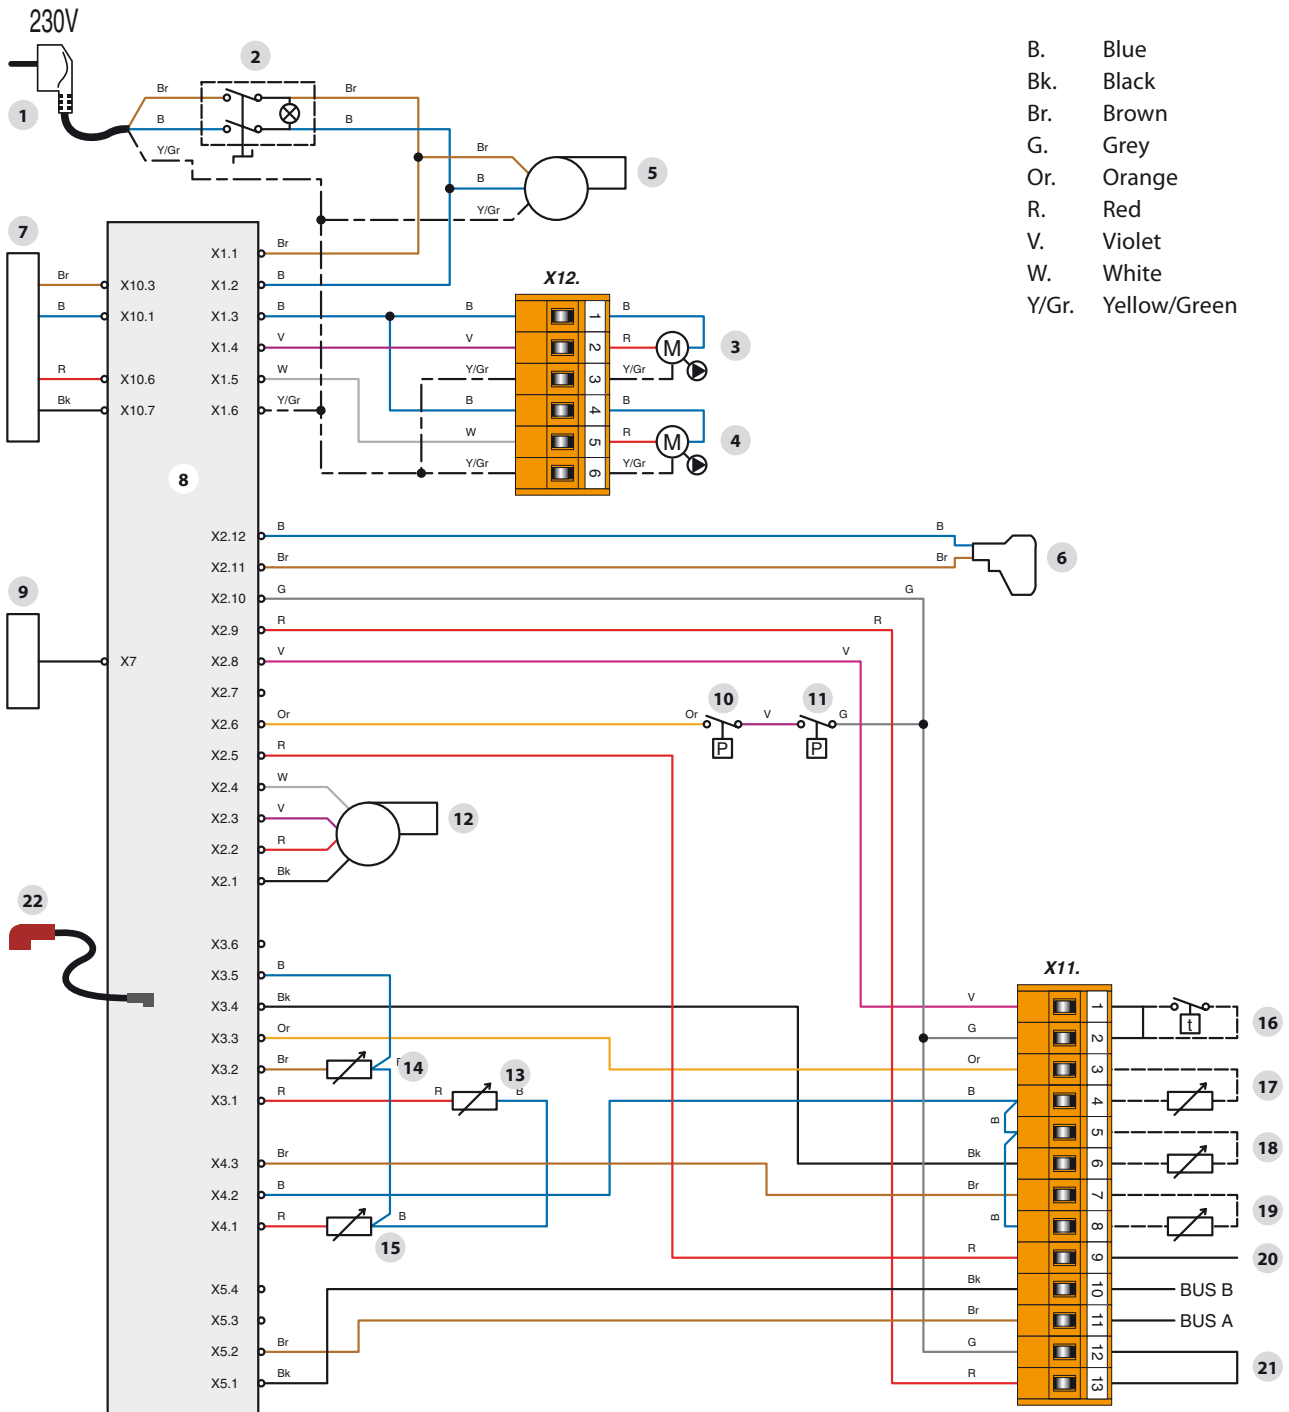 230V
B. Blue
Bk. Black
Br. Brown
G. Grey
Or. Orange
R. Red
V. Violet
W. White
Y/Gr. Yellow/Green
1
2
Br
Br
B
B
Y/Gr
Br
B
Y/Gr
5
7
Br X10.3
B X10.1
R X10.6
Bk X10.7
8
X1.1 Br
X1.2 B
X1.3 B
X1.4 V
X1.5 W
X1.6 Y/Gr
X12.
B 1 B
V 2 R M 3
Y/Gr 3 Y/Gr
B 4 B
W 5 R M 4
Y/Gr 6 Y/Gr
X2.12 B B
X2.11 Br Br 6
X2.10 G G
X2.9 R R
X2.8 V V
X2.7
X2.6 Or Or 10 V 11 G
P P
X2.5 R
X2.4 W
X2.3 V 12
X2.2 R
X2.1 Bk
9
X7
22
X3.6
X3.5 B
X3.4 Bk
X3.3 Or
X3.2 Br 14
X3.1 R R 13 B
X4.3 Br
X4.2 B
X4.1 R B
15
X5.4
X5.3
X5.2 Br
X5.1 Bk
X11.
V 1 16
t
G 2
Or 3
B 4 17
B 5
Bk 6 18
Br 7
B 8 19
R 9 20
Bk 10 BUS B
Br 11 BUS A
G 12
R 13 21